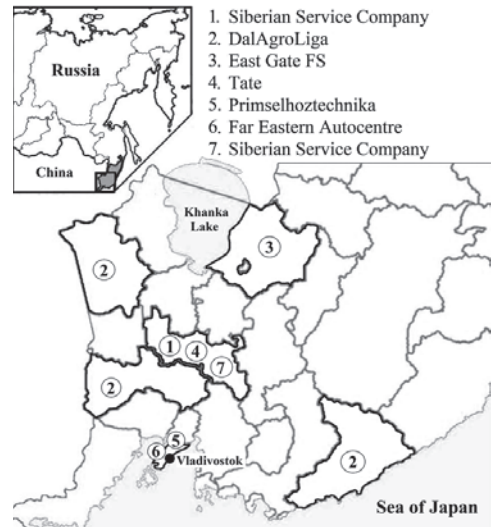 Russia
China
1. Siberian Service Company
2. DalAgroLiga
3. East Gate FS
4. Tate
5. Primselhoztechnika
6. Far Eastern Autocentre
7. Siberian Service Company
Khanka
Lake
3
2
1
4
7
2
5
6
Vladivostok
2
Sea of Japan